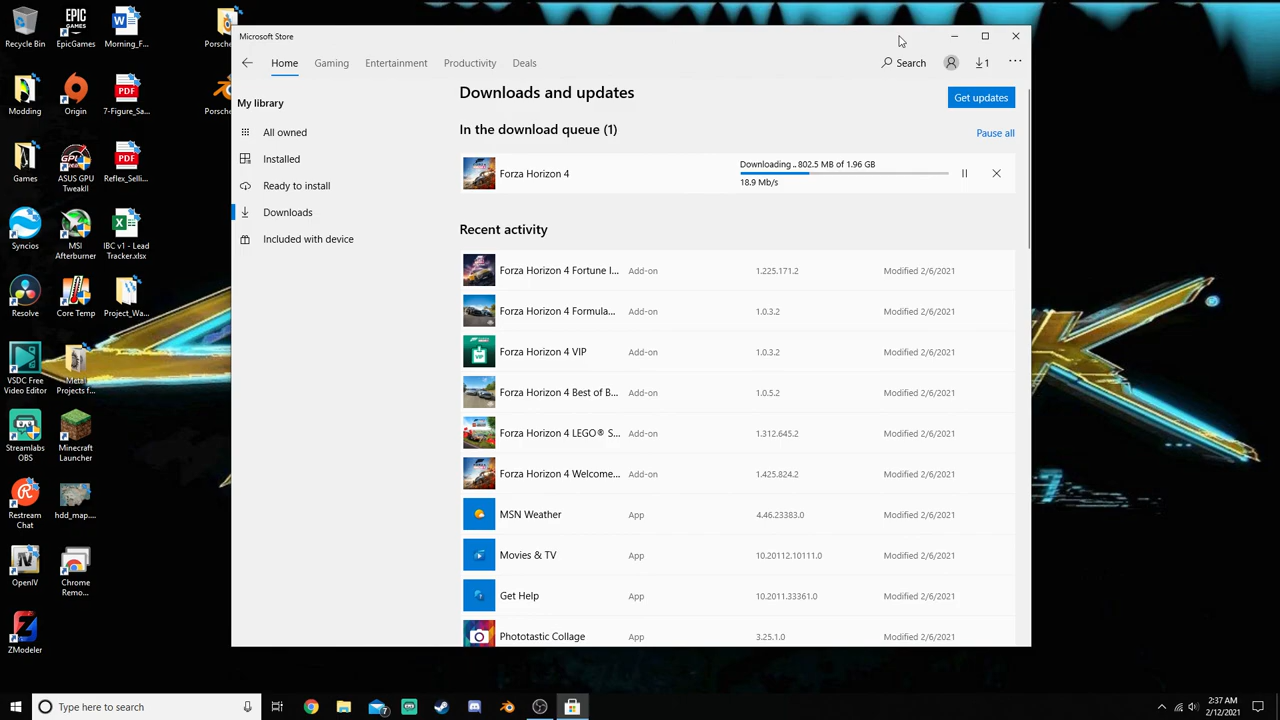 Recycle Bin
EpicGames
Morning_F...
Porsche
Modding
Origin
7-Figure_Sa...
Porsche
Games
ASUS GPU
TweakII
Reflex_Selli...
Syncios
MSI
Afterburner
IBC v1 - Lead
Tracker.xlsx
Resolve
Core Temp
Project_Wa...
VSDC Free
Video Editor
Metal
Projects f...
Streamlabs
OBS
Minecraft
Launcher
Restream
Chat
hdd_map....
OpenIV
Chrome
Remo...
ZModeler
Microsoft Store
Home
Gaming
Entertainment
Productivity
Deals
Search
1
My library
All owned
Installed
Ready to install
Downloads
Included with device
Downloads and updates
Get updates
In the download queue (1)
Pause all
Forza Horizon 4
Downloading .. 802.5 MB of 1.96 GB
18.9 Mb/s
Recent activity
Forza Horizon 4 Fortune I... Add-on 1.225.171.2 Modified 2/6/2021
Forza Horizon 4 Formula... Add-on 1.0.3.2 Modified 2/6/2021
Forza Horizon 4 VIP Add-on 1.0.3.2 Modified 2/6/2021
Forza Horizon 4 Best of B... Add-on 1.0.5.2 Modified 2/6/2021
Forza Horizon 4 LEGO® S... Add-on 1.312.645.2 Modified 2/6/2021
Forza Horizon 4 Welcome... Add-on 1.425.824.2 Modified 2/6/2021
MSN Weather App 4.46.23383.0 Modified 2/6/2021
Movies & TV App 10.20112.10111.0 Modified 2/6/2021
Get Help App 10.2011.33361.0 Modified 2/6/2021
Phototastic Collage App 3.25.1.0 Modified 2/6/2021
Type here to search
7
2:37 AM
2/12/2021